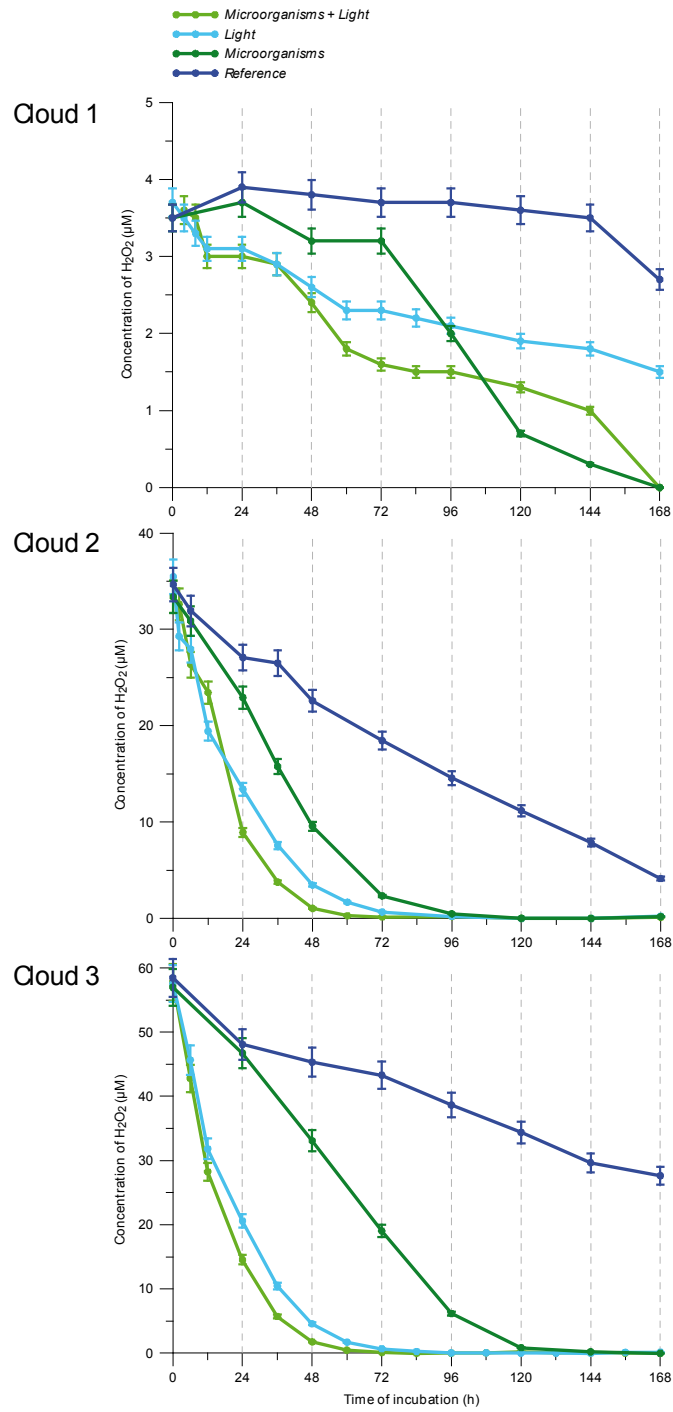 Microorganisms + Light
Light
Microorganisms
Reference
Cloud 1
5
4
3
2
1
0
Concentration of H₂O₂ (µM)
0 24 48 72 96 120 144 168
Cloud 2
40
30
20
10
0
Concentration of H₂O₂ (µM)
0 24 48 72 96 120 144 168
Cloud 3
60
50
40
30
20
10
0
Concentration of H₂O₂ (µM)
0 24 48 72 96 120 144 168
Time of incubation (h)